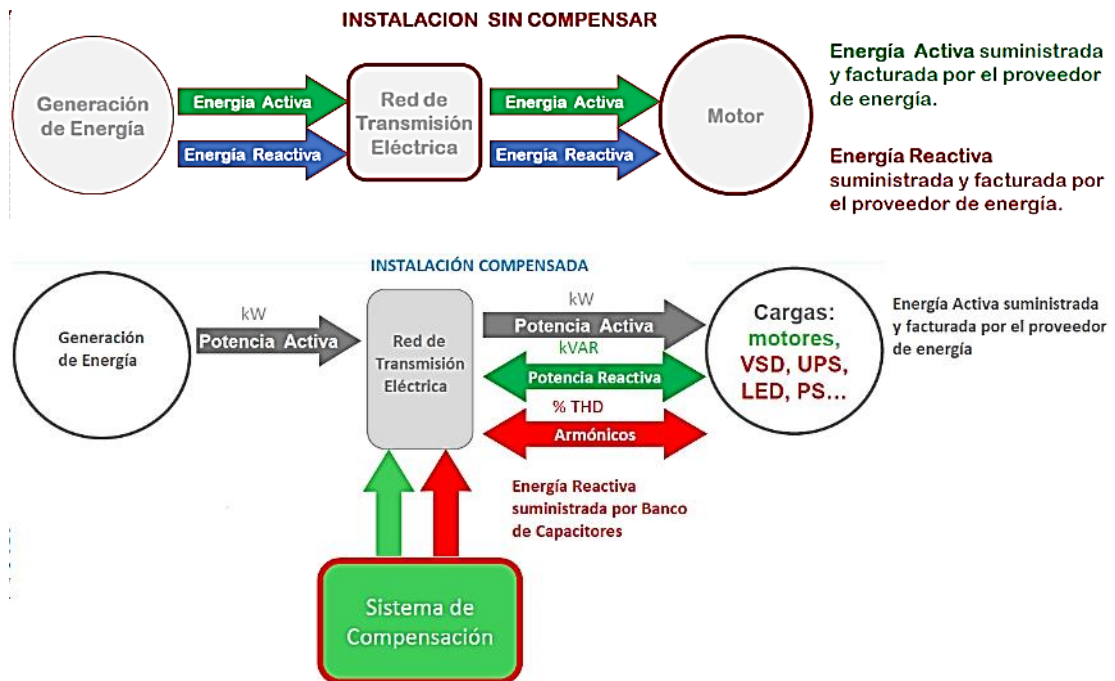 INSTALACION SIN COMPENSAR
Generación
de Energía
Energia Activa
Energía Reactiva
Red de
Transmisión
Eléctrica
Energia Activa
Energía Reactiva
Motor
Energía Activa suministrada
y facturada por el proveedor
de energía.
Energía Reactiva
suministrada y facturada por
el proveedor de energía.
INSTALACIÓN COMPENSADA
Generación
de Energía
kW
Potencia Activa
Red de
Transmisión
Eléctrica
kW
Potencia Activa
kVAR
Potencia Reactiva
% THD
Armónicos
Cargas:
motores,
VSD, UPS,
LED, PS...
Energía Activa suministrada
y facturada por el proveedor
de energía
Energía Reactiva
suministrada por Banco
de Capacitores
Sistema de
Compensación